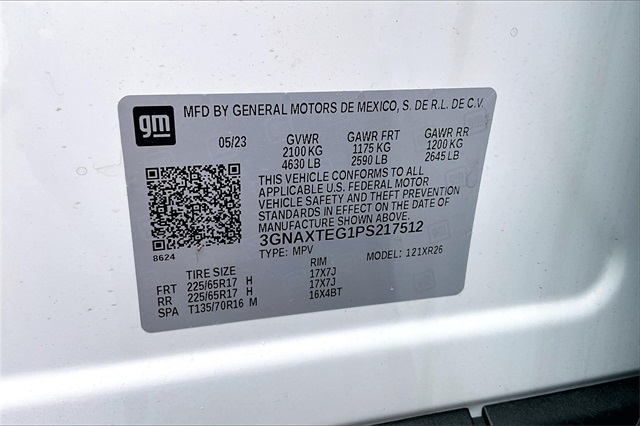 gm MFD BY GENERAL MOTORS DE MEXICO, S. DE R.L. DE C.V.
05/23 GVWR GAWR FRT GAWR RR
2100 KG 1175 KG 1200 KG
4630 LB 2590 LB 2645 LB
THIS VEHICLE CONFORMS TO ALL
APPLICABLE U.S. FEDERAL MOTOR
VEHICLE SAFETY AND THEFT PREVENTION
STANDARDS IN EFFECT ON THE DATE OF
MANUFACTURE SHOWN ABOVE.
8624 3GNAXTEG1PS217512
TYPE: MPV MODEL: 121XR26
TIRE SIZE RIM
FRT 225/65R17 H 17X7J
RR 225/65R17 H 17X7J
SPA T135/70R16 M 16X4BT